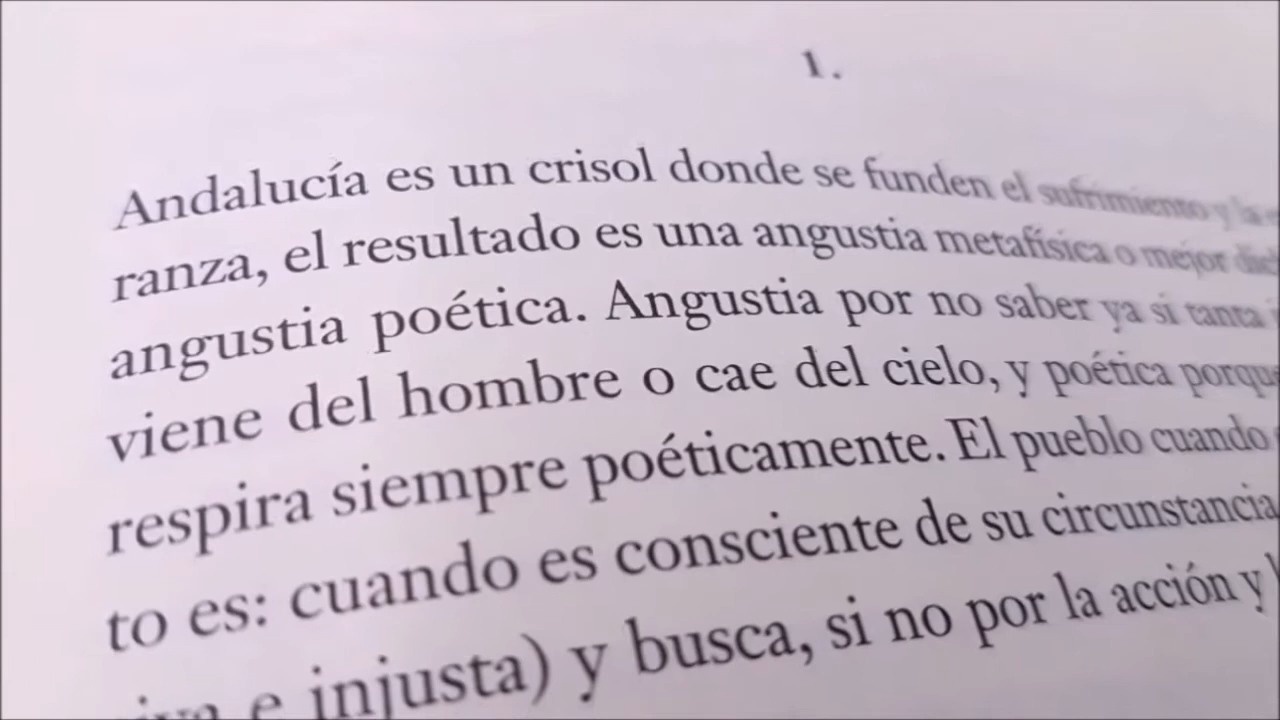 1.
Andalucía es un crisol donde se funden el sufrimiento y la
ranza, el resultado es una angustia metafísica o mejor
angustia poética. Angustia por no saber ya si tanta
viene del hombre o cae del cielo, y poética
respira siempre poéticamente. El pueblo cuando
to es: cuando es consciente de su circunstancia
e injusta) y busca, si no por la acción y